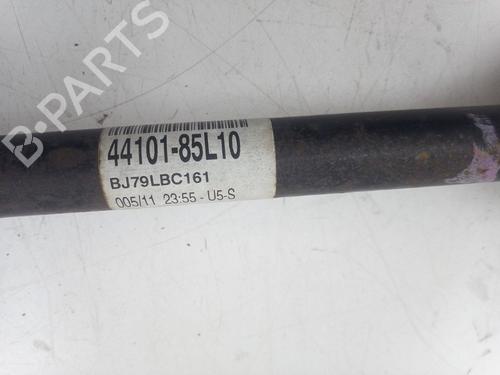 B-PARTS
44101-85L10
BJ79LBC161
005/11 23:55 - U5-S